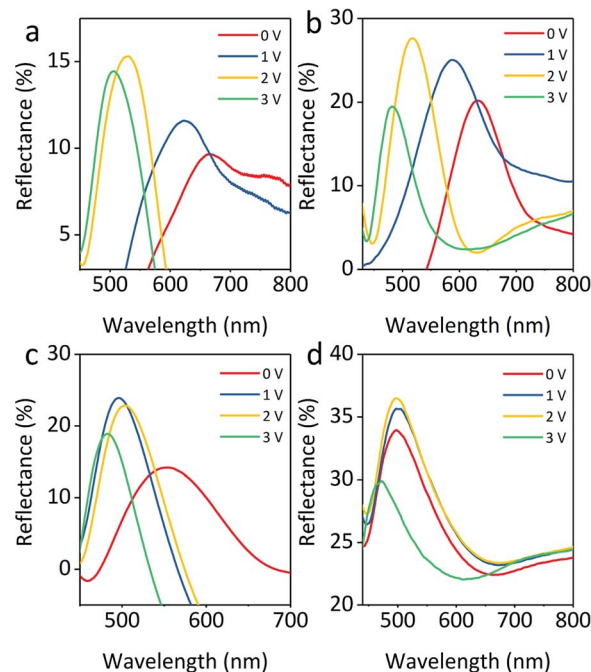 a
0 V
1 V
2 V
3 V
Reflectance (%)
15
10
5
500 600 700 800
Wavelength (nm)
b
0 V
1 V
2 V
3 V
Reflectance (%)
30
20
10
0
500 600 700 800
Wavelength (nm)
c
0 V
1 V
2 V
3 V
Reflectance (%)
30
20
10
0
500 600 700
Wavelength (nm)
d
0 V
1 V
2 V
3 V
Reflectance (%)
40
35
30
25
20
500 600 700 800
Wavelength (nm)